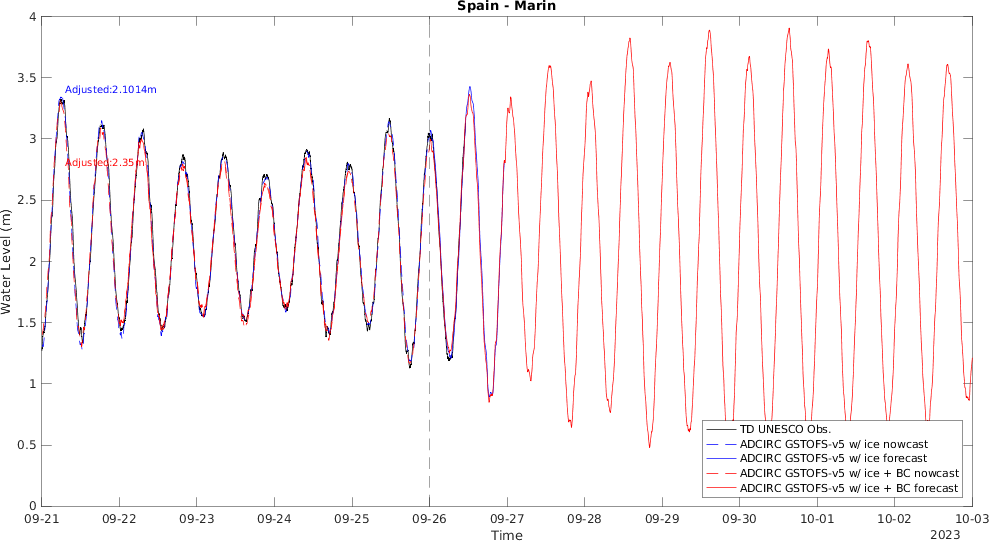 Spain - Marin
Water Level (m)
4
3.5
3
2.5
2
1.5
1
0.5
0
Adjusted:2.1014m
Adjusted:2.35m
TD UNESCO Obs.
ADCIRC GSTOFS-v5 w/ ice nowcast
ADCIRC GSTOFS-v5 w/ ice forecast
ADCIRC GSTOFS-v5 w/ ice + BC nowcast
ADCIRC GSTOFS-v5 w/ ice + BC forecast
09-21 09-22 09-23 09-24 09-25 09-26 09-27 09-28 09-29 09-30 10-01 10-02 10-03
Time
2023